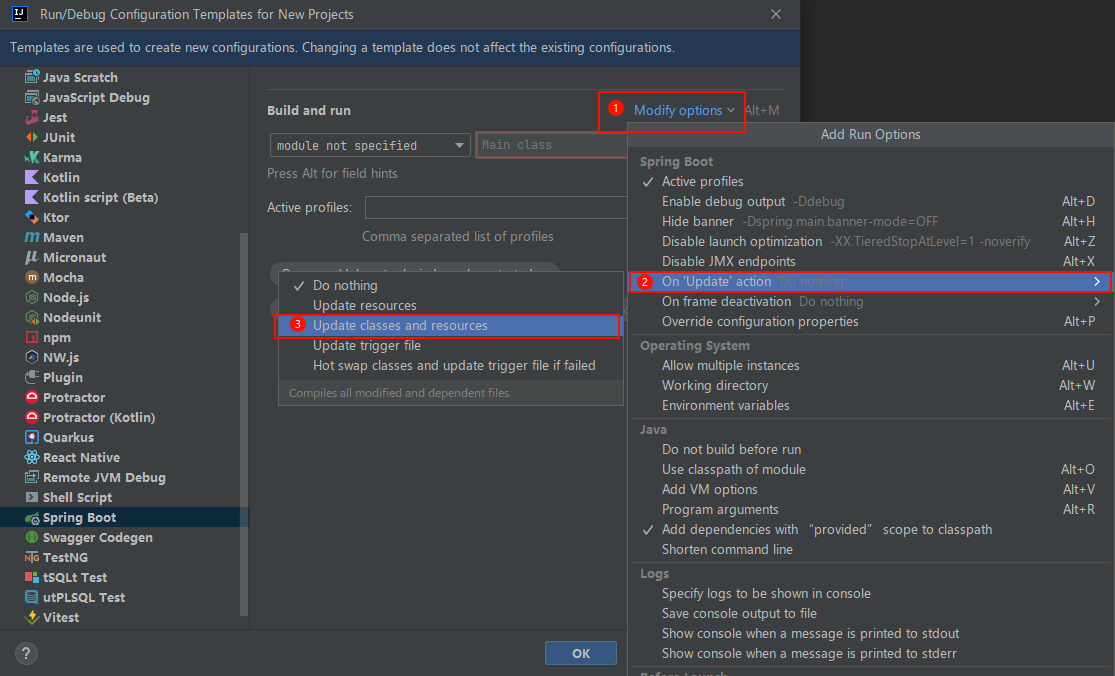 Run/Debug Configuration Templates for New Projects
Templates are used to create new configurations. Changing a template does not affect the existing configurations.
Java Scratch
JavaScript Debug
Jest
JUnit
Karma
Kotlin
Kotlin script (Beta)
Ktor
Maven
Micronaut
Mocha
Node.js
Nodeunit
npm
NW.js
Plugin
Protractor
Protractor (Kotlin)
Quarkus
React Native
Remote JVM Debug
Shell Script
Spring Boot
Swagger Codegen
TestNG
tSQLt Test
utPLSQL Test
Vitest
Build and run
1 Modify options Alt+M
module not specified
Main class
Press Alt for field hints
Active profiles:
Comma separated list of profiles
Do nothing
Update resources
3 Update classes and resources
Update trigger file
Hot swap classes and update trigger file if failed
Compiles all modified and dependent files.
Add Run Options
Spring Boot
Active profiles
Enable debug output -Ddebug Alt+D
Hide banner -Dspring.main.banner-mode=OFF Alt+H
Disable launch optimization -XX:TieredStopAtLevel=1 -noverify Alt+Z
Disable JMX endpoints Alt+X
2 On 'Update' action Do nothing
On frame deactivation Do nothing
Override configuration properties Alt+P
Operating System
Allow multiple instances Alt+U
Working directory Alt+W
Environment variables Alt+E
Java
Do not build before run
Use classpath of module Alt+O
Add VM options Alt+V
Program arguments Alt+R
Add dependencies with “provided” scope to classpath
Shorten command line
Logs
Specify logs to be shown in console
Save console output to file
Show console when a message is printed to stdout
Show console when a message is printed to stderr
Before Launch
?
OK